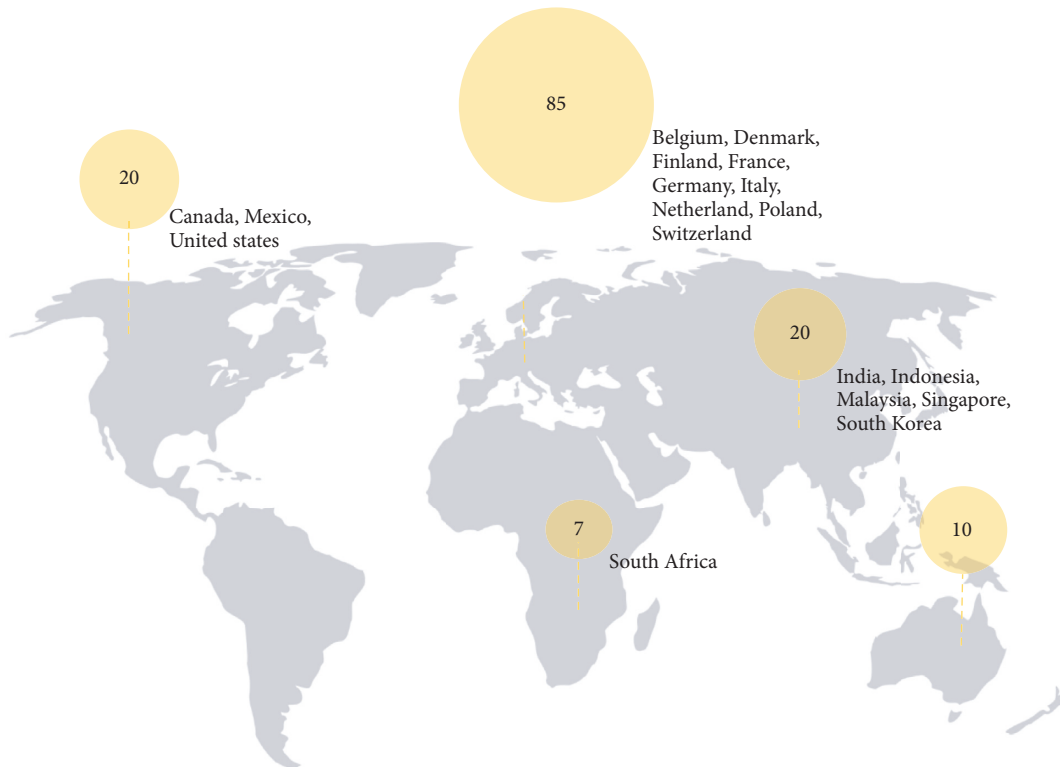 85
Belgium, Denmark,
Finland, France,
Germany, Italy,
Netherland, Poland,
Switzerland
20
Canada, Mexico,
United states
20
India, Indonesia,
Malaysia, Singapore,
South Korea
7
South Africa
10